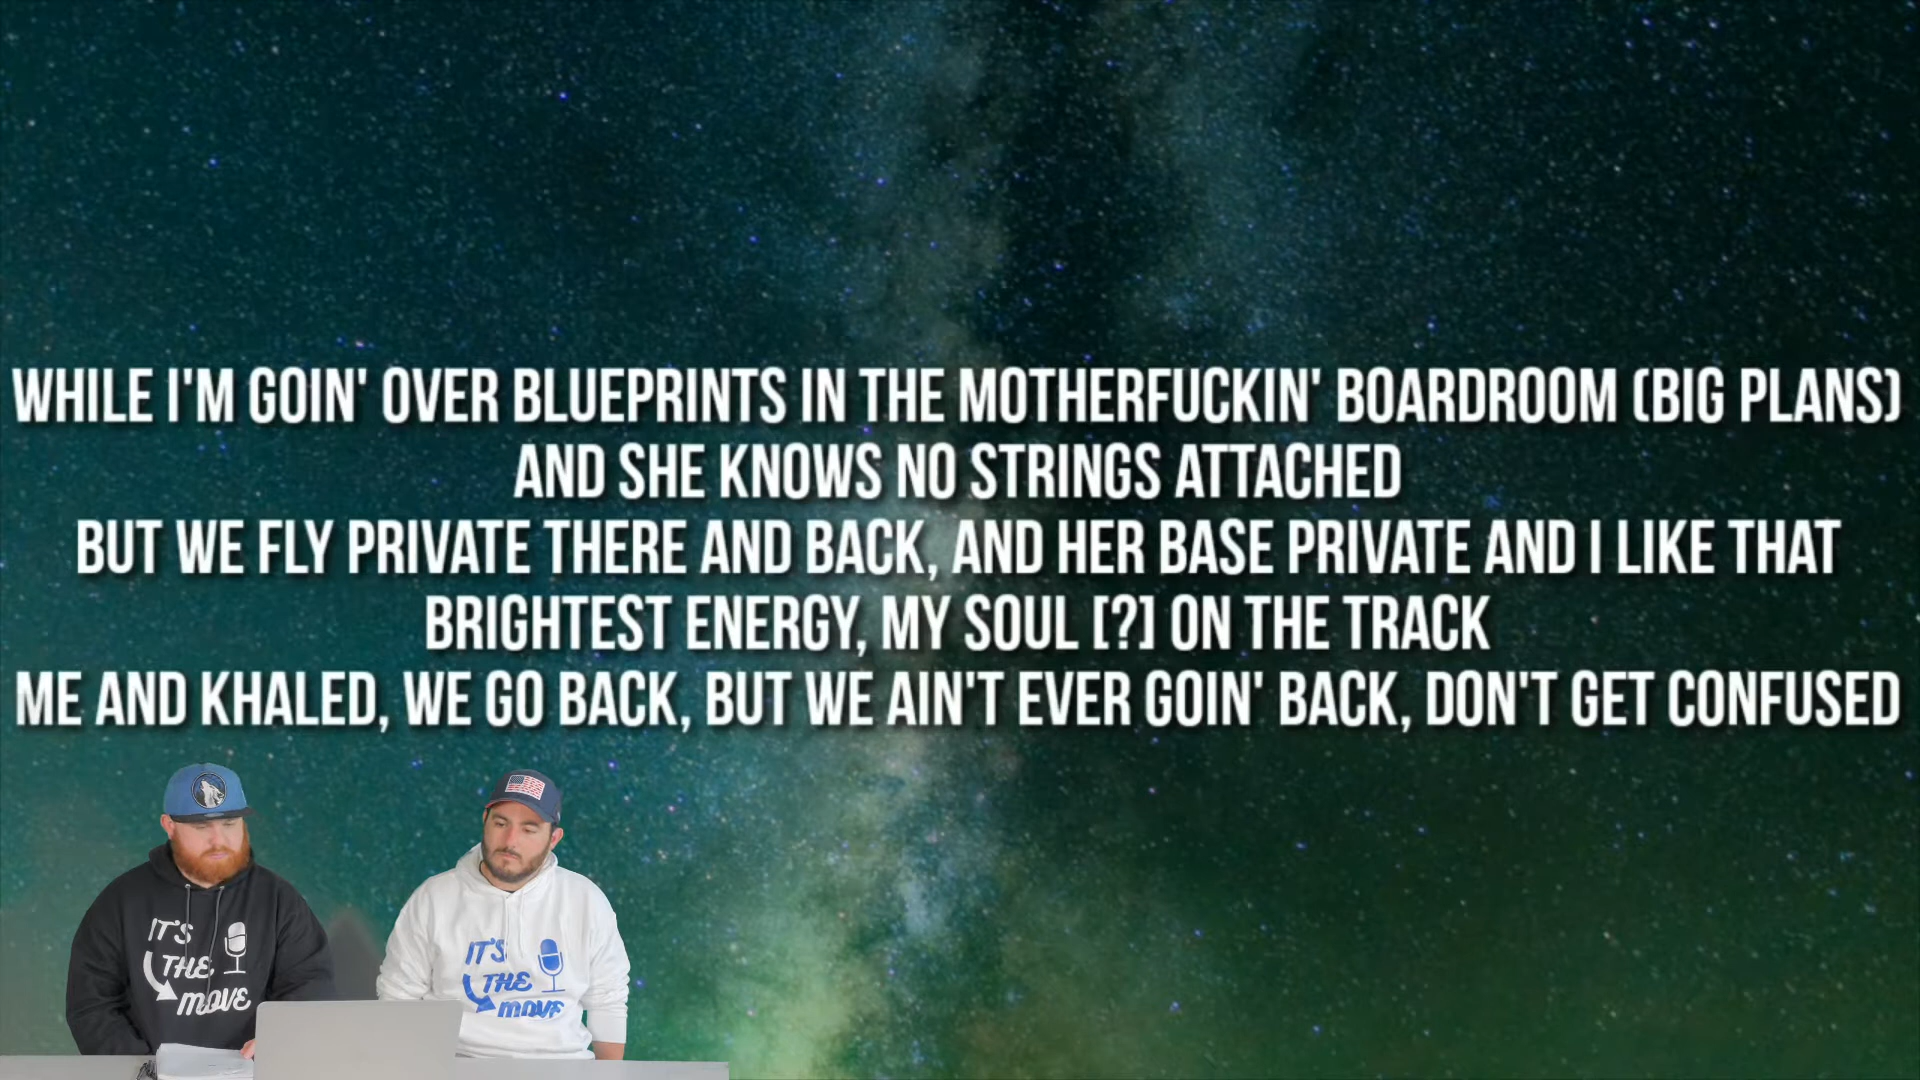 WHILE I'M GOIN' OVER BLUEPRINTS IN THE MOTHERFUCKIN' BOARDROOM (BIG PLANS)
AND SHE KNOWS NO STRINGS ATTACHED
BUT WE FLY PRIVATE THERE AND BACK, AND HER BASE PRIVATE AND I LIKE THAT
BRIGHTEST ENERGY, MY SOUL [?] ON THE TRACK
ME AND KHALED, WE GO BACK, BUT WE AIN'T EVER GOIN' BACK, DON'T GET CONFUSED
IT'S
THE
MOVE
IT'S
THE
MOVE